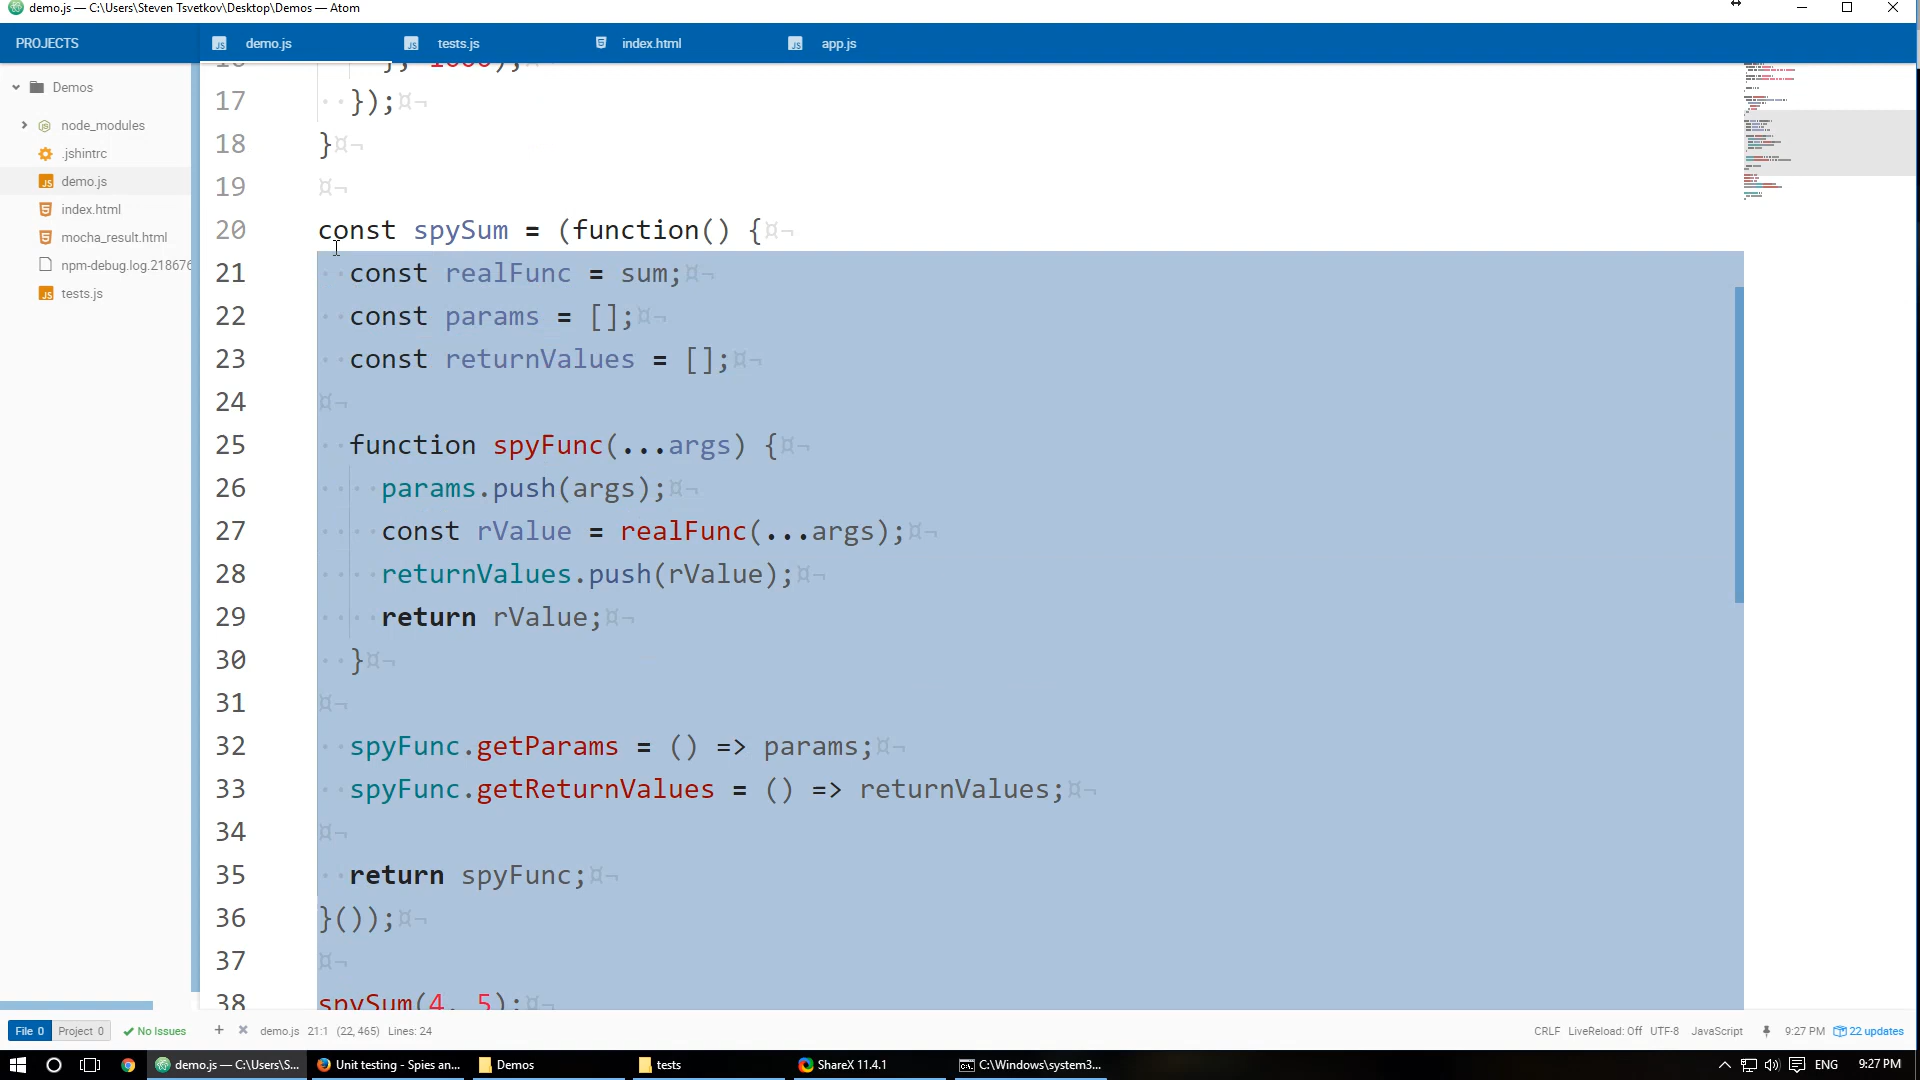 demo.js — C:\Users\Steven Tsvetkov\Desktop\Demos — Atom
PROJECTS
demo.js
tests.js
index.html
app.js
Demos
node_modules
.jshintrc
demo.js
index.html
mocha_result.html
npm-debug.log.218676
tests.js
17 });
18 }
19
20 const spySum = (function() {
21 const realFunc = sum;
22 const params = [];
23 const returnValues = [];
24
25 function spyFunc(...args) {
26 params.push(args);
27 const rValue = realFunc(...args);
28 returnValues.push(rValue);
29 return rValue;
30 }
31
32 spyFunc.getParams = () => params;
33 spyFunc.getReturnValues = () => returnValues;
34
35 return spyFunc;
36 }());
37
38 spySum(4, 5);
File 0 Project 0 No Issues + × demo.js 21:1 (22, 465) Lines: 24
CRLF LiveReload: Off UTF-8 JavaScript 9:27 PM 22 updates
demo.js — C:\Users\S...
Unit testing - Spies an...
Demos
tests
ShareX 11.4.1
C:\Windows\system3...
ENG
9:27 PM